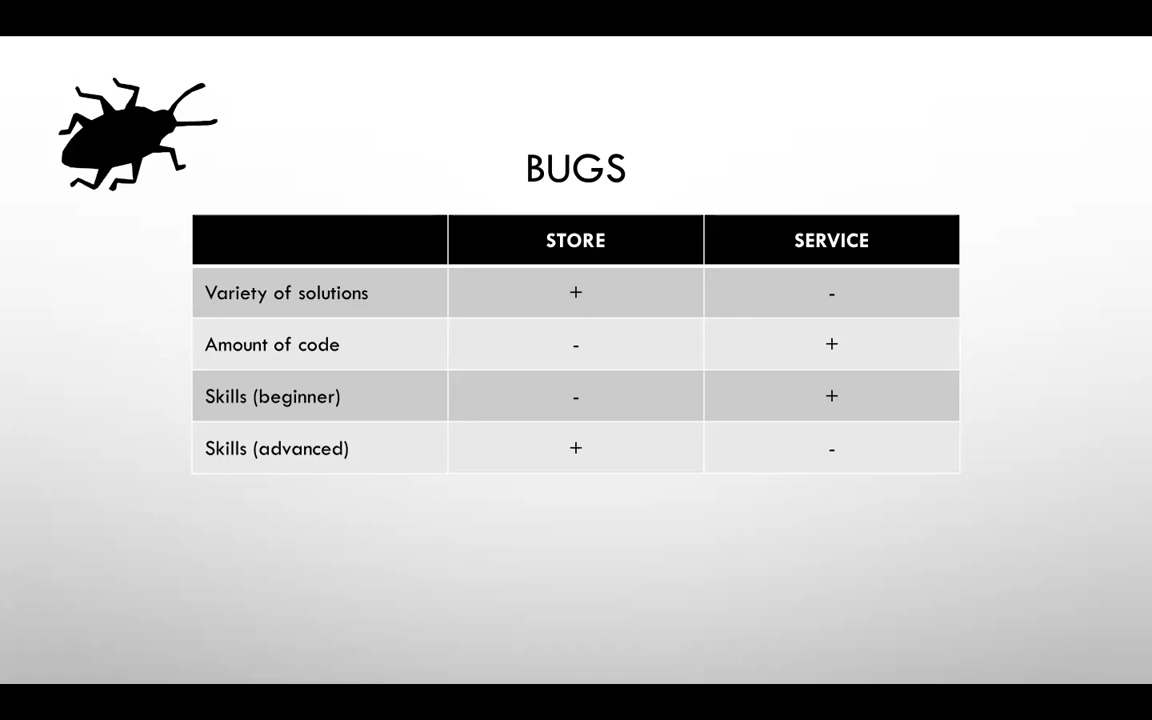 BUGS
STORE SERVICE
Variety of solutions + -
Amount of code - +
Skills (beginner) - +
Skills (advanced) + -